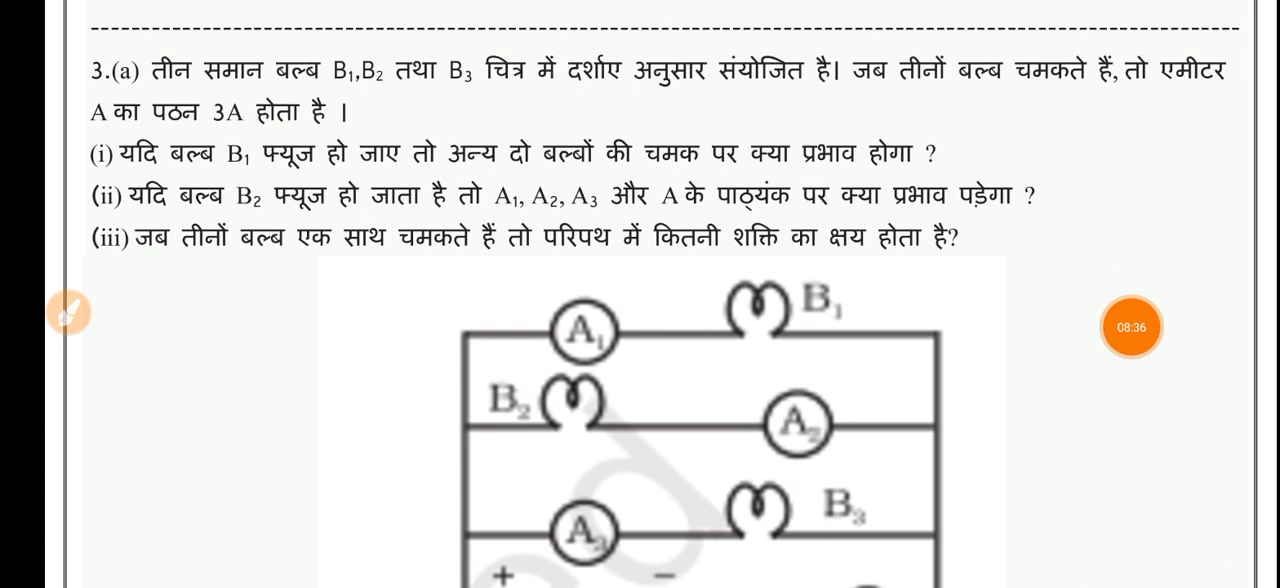 3.(a) तीन समान बल्ब B₁,B₂ तथा B₃ चित्र में दर्शाए अनुसार संयोजित है। जब तीनों बल्ब चमकते हैं, तो एमीटर
A का पठन 3A होता है ।
(i) यदि बल्ब B₁ फ्यूज हो जाए तो अन्य दो बल्बों की चमक पर क्या प्रभाव होगा ?
(ii) यदि बल्ब B₂ फ्यूज हो जाता है तो A₁, A₂, A₃ और A के पाठ्यंक पर क्या प्रभाव पड़ेगा ?
(iii) जब तीनों बल्ब एक साथ चमकते हैं तो परिपथ में कितनी शक्ति का क्षय होता है?
A₁ B₁
08:36
B₂ A₂
A₃ B₃
+ −